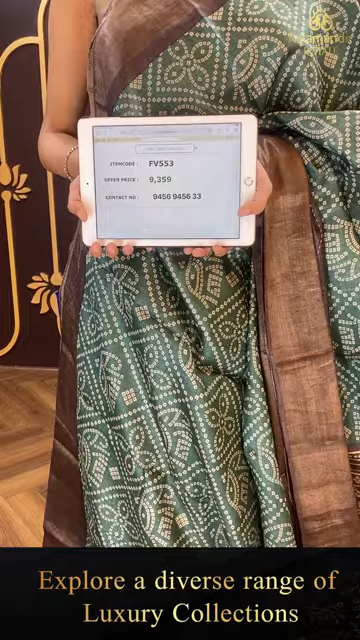 ITEMCODE : FV553
OFFER PRICE : 9,359
CONTACT NO : 9456 9456 33
Explore a diverse range of
Luxury Collections